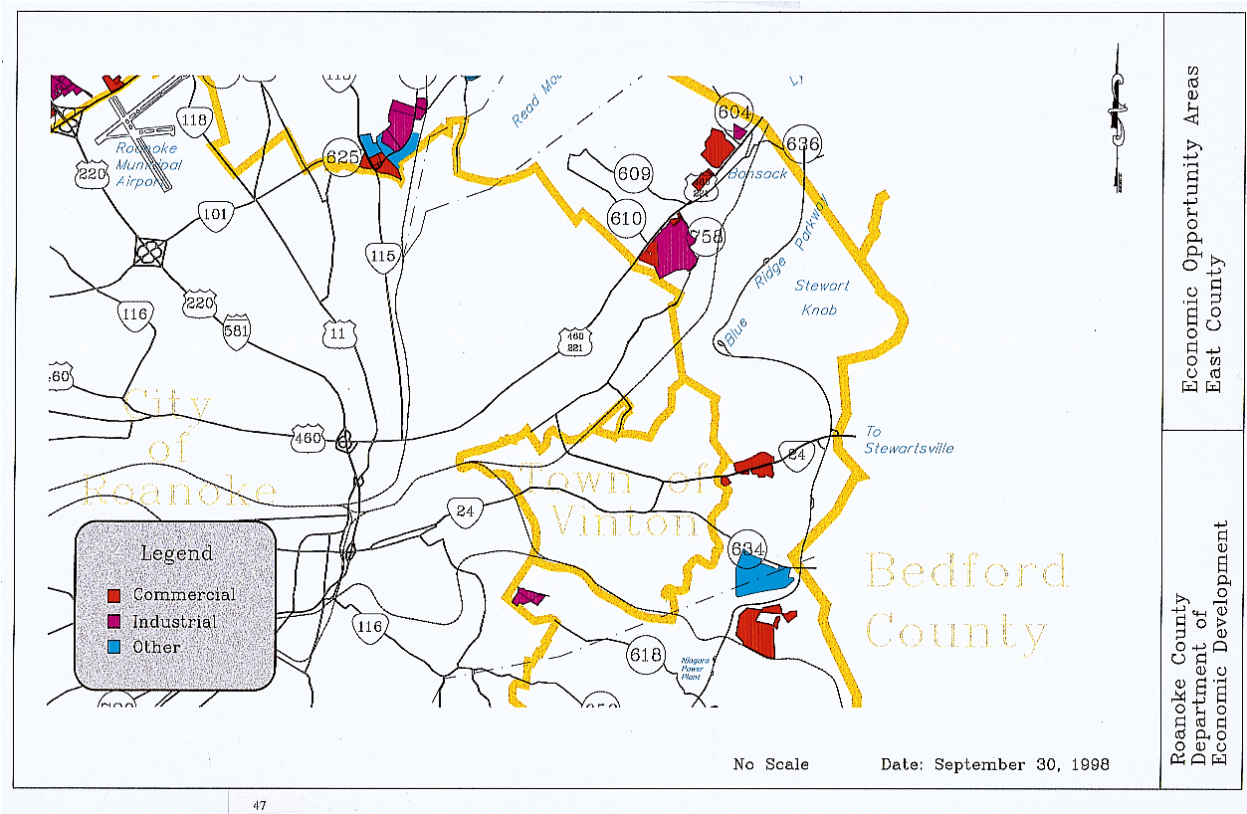 Read Mou
604
636
118
625
Roanoke
Municipal
Airport
220
609
Bonsack
221
101
610
758
Parkway
Ridge
Blue
115
Stewart
Knob
116
220
581
11
460
221
460
City
of
Roanoke
460
To
Stewartsville
24
Town of
Vinton
24
634
Bedford
County
116
618
Niagara
Power
Plant
Legend
Commercial
Industrial
Other
No Scale
Date: September 30, 1998
Economic Opportunity Areas
East County
Roanoke County
Department of
Economic Development
47